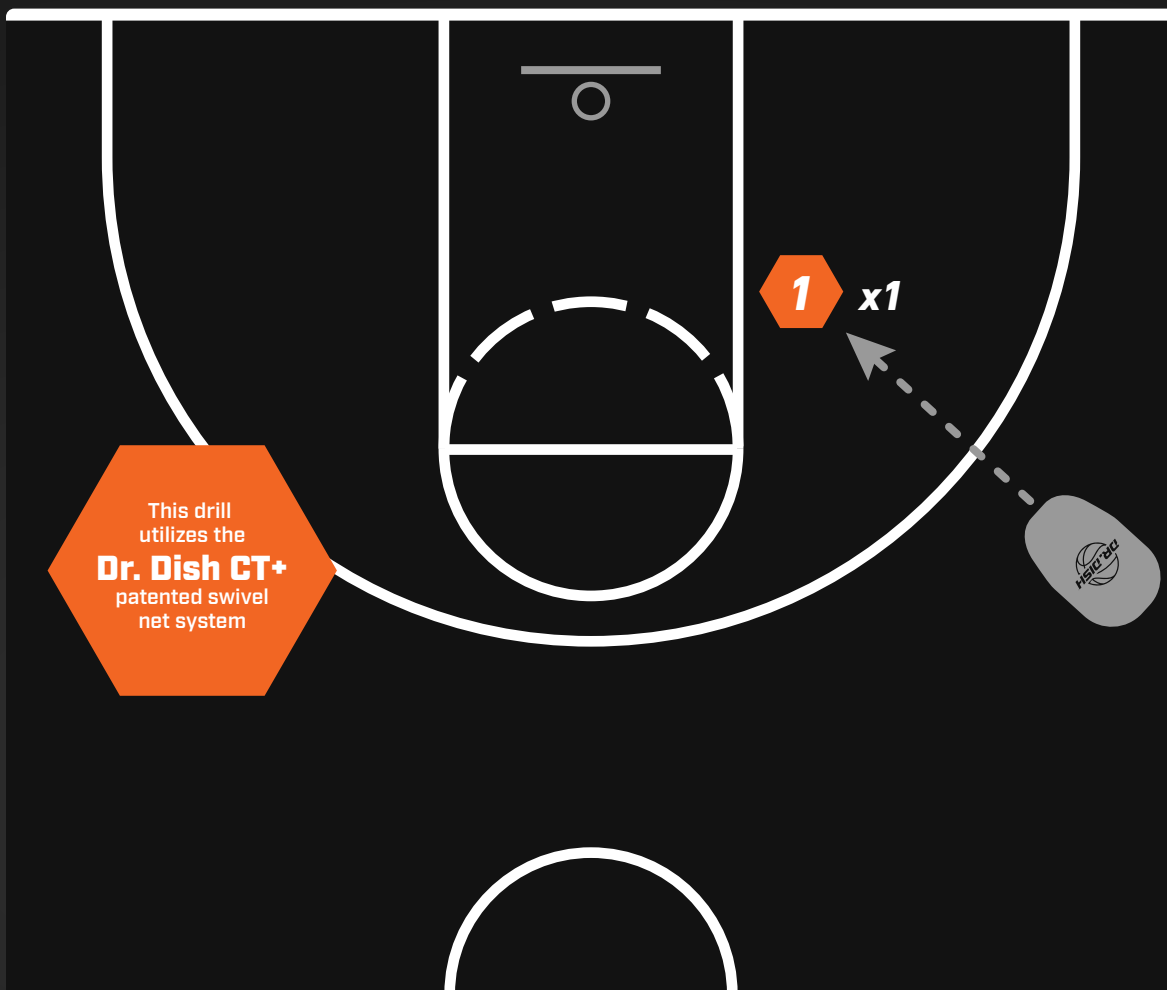 1 x1
This drill
utilizes the
Dr. Dish CT+
patented swivel
net system
DR.DISH